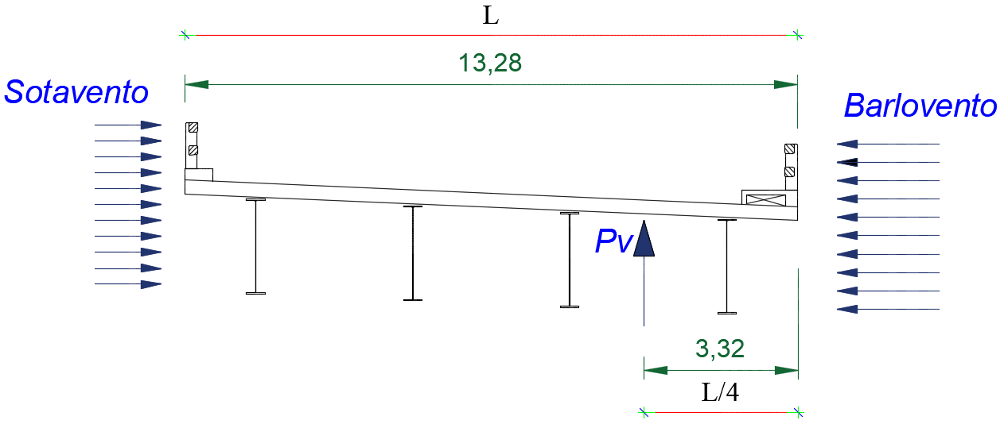 L
13,28
Sotavento
Barlovento
Pv
3,32
L/4